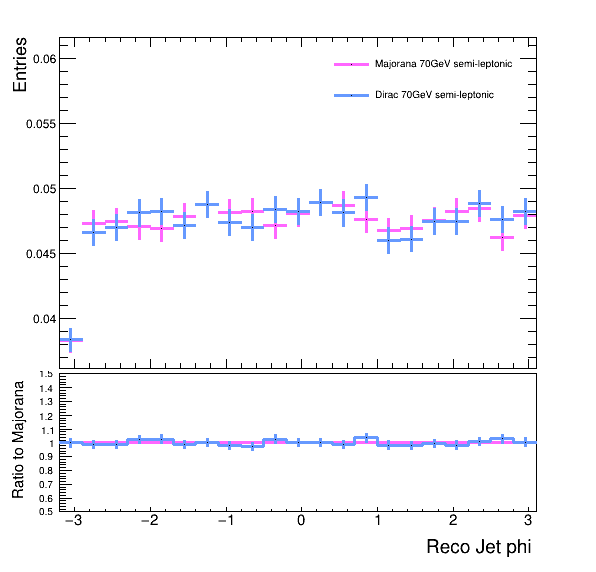 Entries
0.06
0.055
0.05
0.045
0.04
Majorana 70GeV semi-leptonic
Dirac 70GeV semi-leptonic
Ratio to Majorana
1.5
1.4
1.3
1.2
1.1
1
0.9
0.8
0.7
0.6
0.5
−3 −2 −1 0 1 2 3
Reco Jet phi